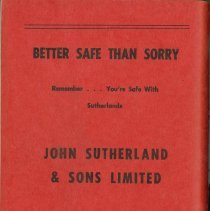 BETTER SAFE THAN SORRY
Remember . . . You're Safe With
Sutherlands
JOHN SUTHERLAND
& SONS LIMITED